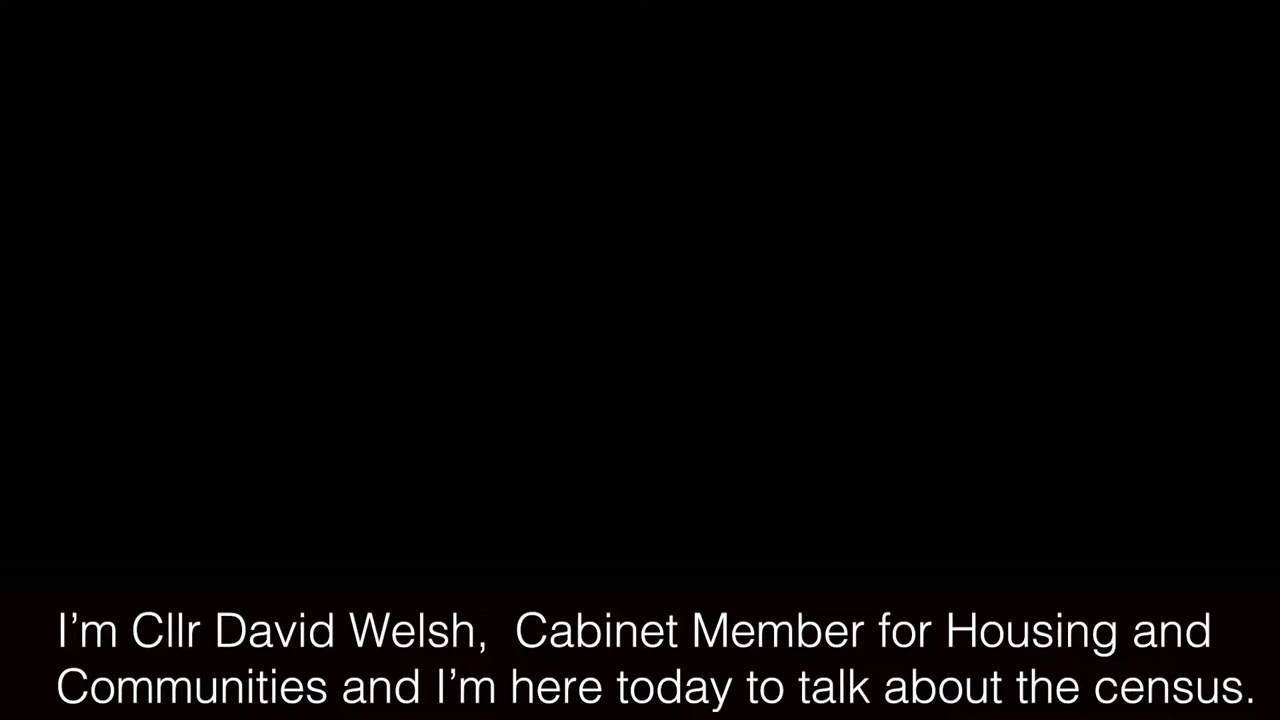 I’m Cllr David Welsh,  Cabinet Member for Housing and
Communities and I’m here today to talk about the census.